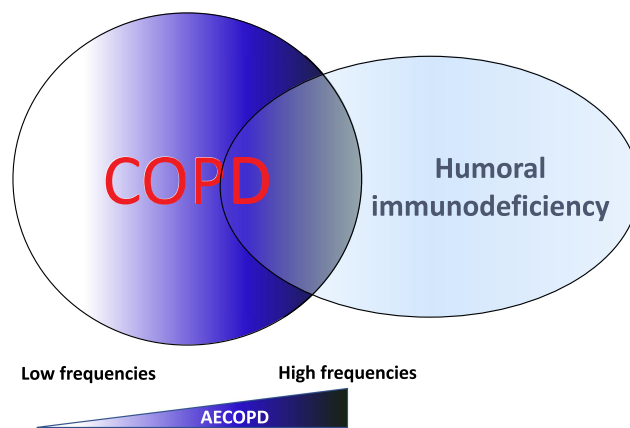 COPD
Humoral
immunodeficiency
Low frequencies
High frequencies
AECOPD